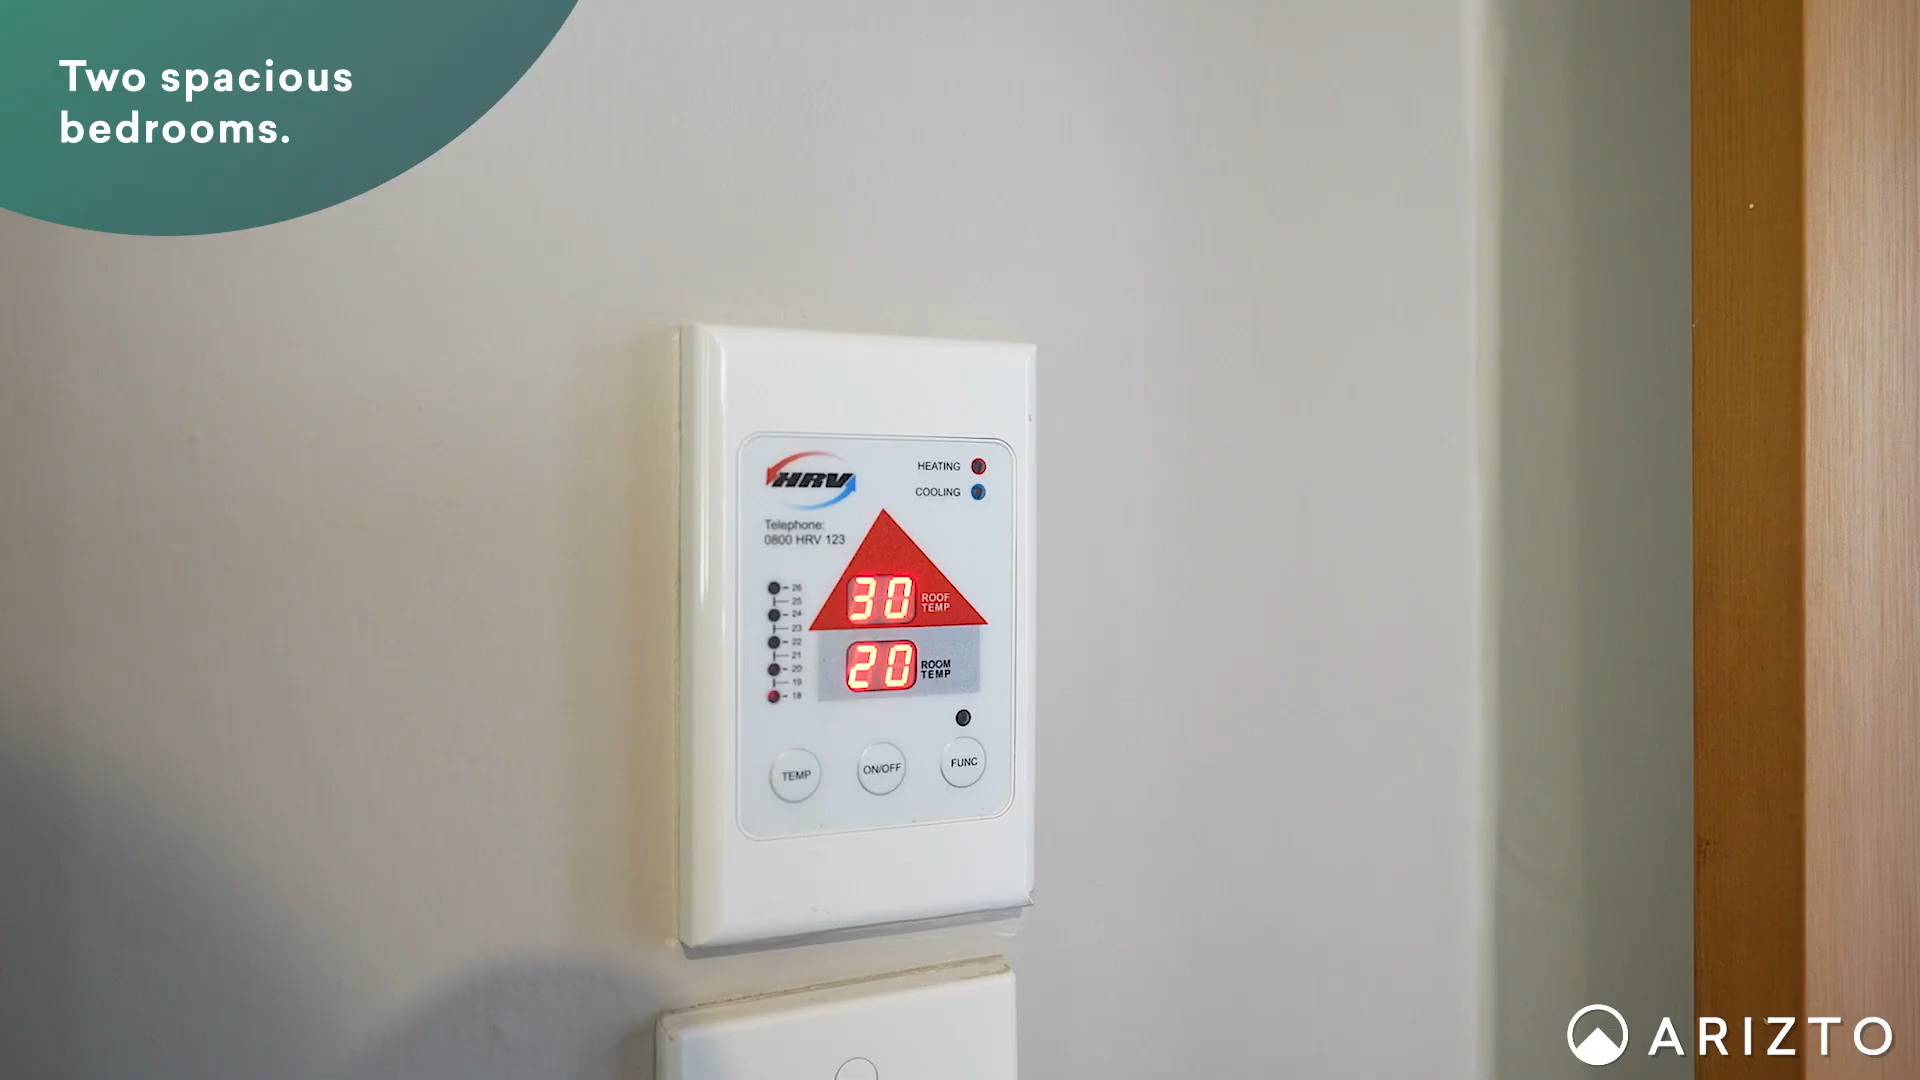 Two spacious
bedrooms.
HRV
HEATING
COOLING
Telephone:
0800 HRV 123
26
25
24
23
22
21
20
19
18
30
ROOF
TEMP
20
ROOM
TEMP
TEMP
ON/OFF
FUNC
ARIZTO